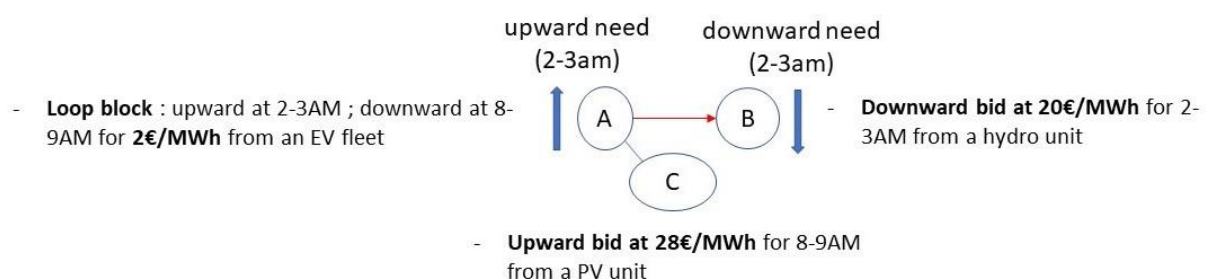 upward need
(2-3am)
downward need
(2-3am)
- Loop block : upward at 2-3AM ; downward at 8-
9AM for 2€/MWh from an EV fleet
A
B
- Downward bid at 20€/MWh for 2-
3AM from a hydro unit
C
- Upward bid at 28€/MWh for 8-9AM
from a PV unit